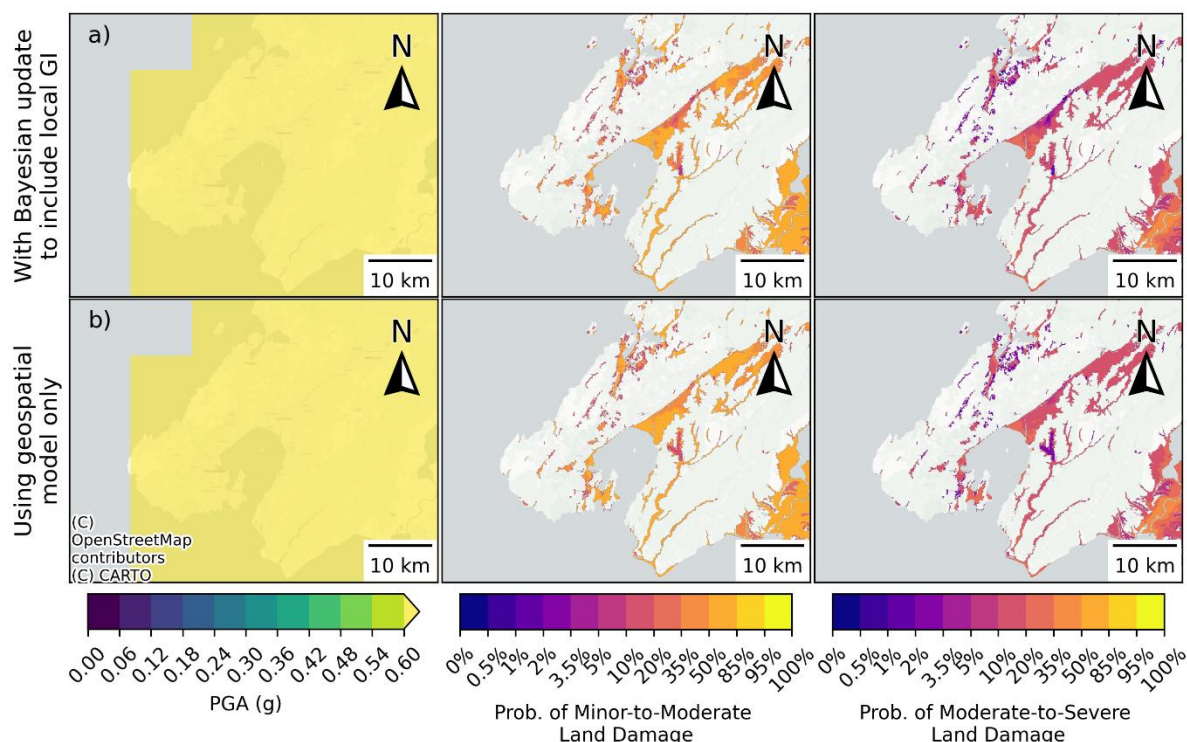 With Bayesian update
to include local GI
a)
N
10 km
N
10 km
N
10 km
Using geospatial
model only
b)
N
10 km
N
10 km
N
10 km
(C)
OpenStreetMap
contributors
(C) CARTO
0.00 0.06 0.12 0.18 0.24 0.30 0.36 0.42 0.48 0.54 0.60
PGA (g)
0% 0.5% 1% 2% 3.5% 5% 10% 20% 35% 50% 85% 95% 100%
Prob. of Minor-to-Moderate
Land Damage
0% 0.5% 1% 2% 3.5% 5% 10% 20% 35% 50% 85% 95% 100%
Prob. of Moderate-to-Severe
Land Damage